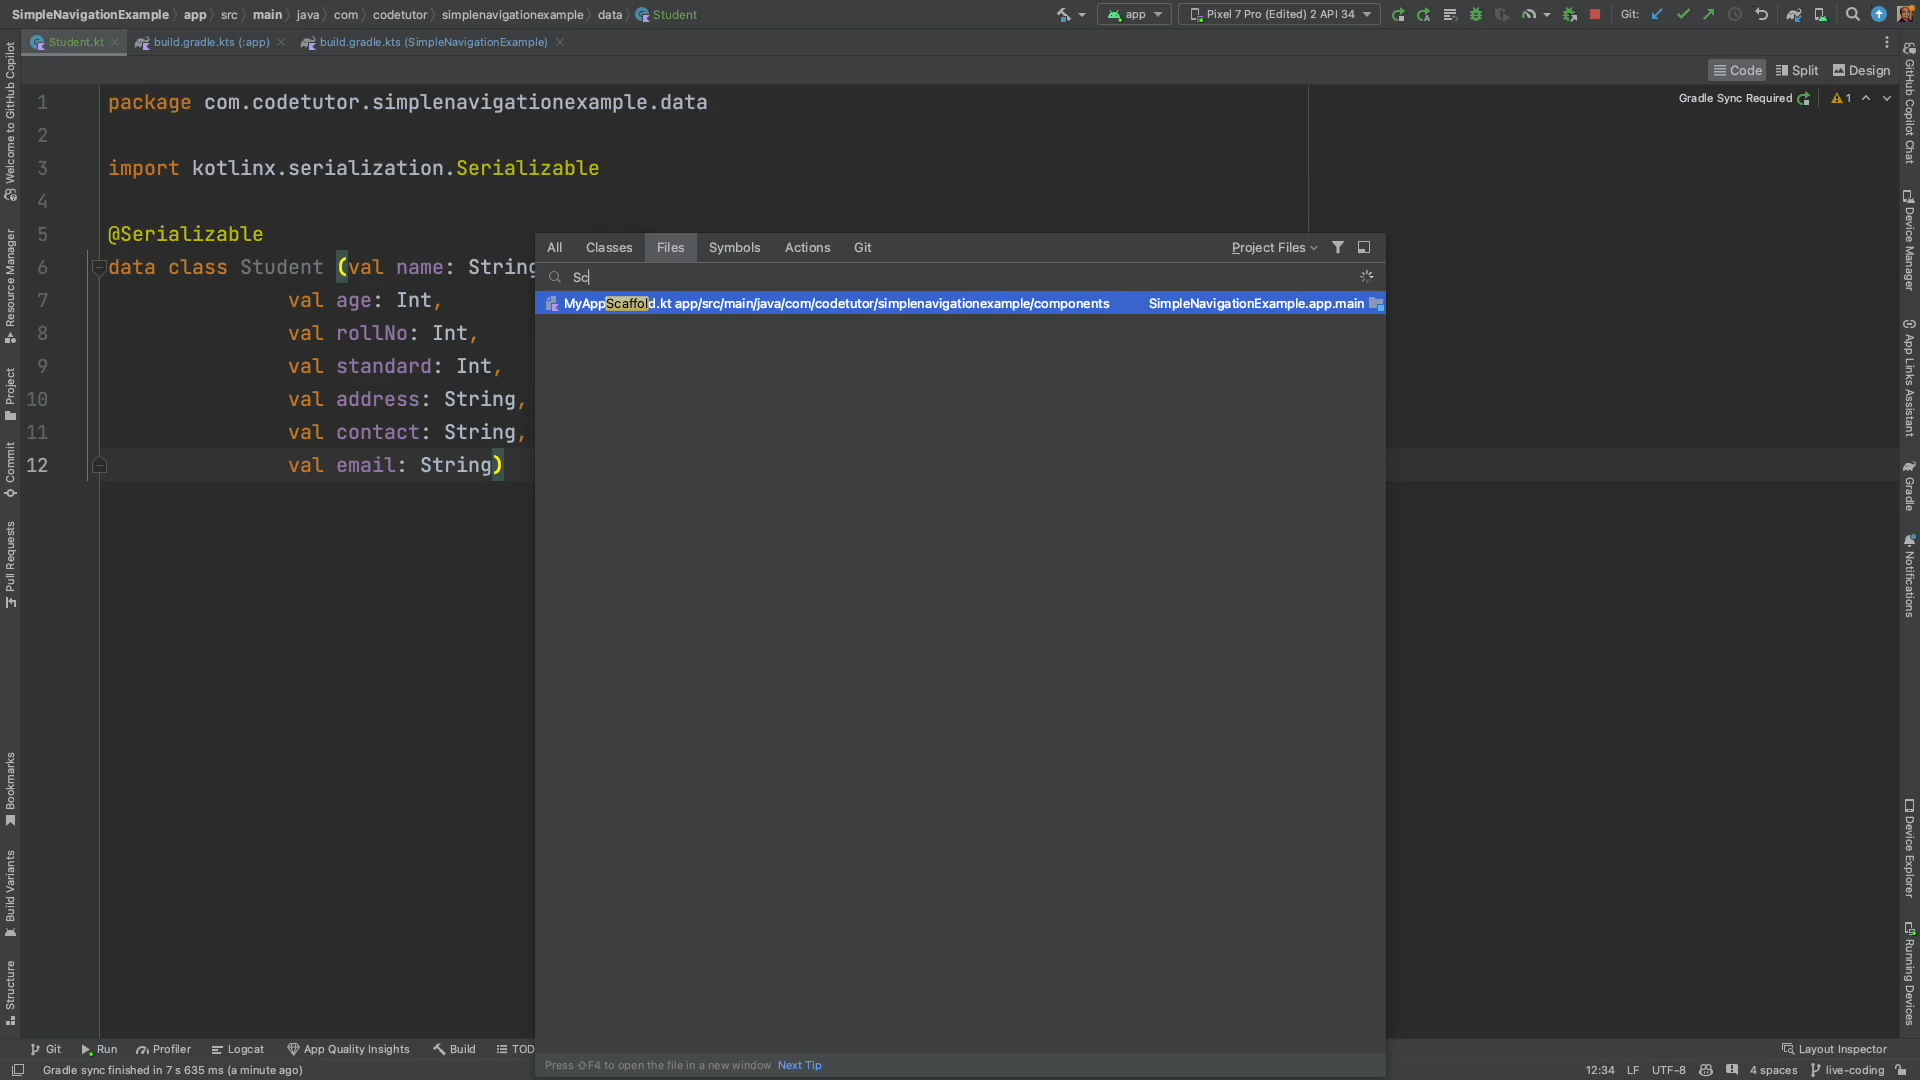 SimpleNavigationExample app src main java com codetutor simplenavigationexample data Student
app
Pixel 7 Pro (Edited) 2 API 34
Git:
Student.kt
build.gradle.kts (:app)
build.gradle.kts (SimpleNavigationExample)
Code
Split
Design
Gradle Sync Required
1
1 package com.codetutor.simplenavigationexample.data
2
3 import kotlinx.serialization.Serializable
4
5 @Serializable
6 data class Student (val name: String
7 val age: Int,
8 val rollNo: Int,
9 val standard: Int,
10 val address: String,
11 val contact: String,
12 val email: String)
All Classes Files Symbols Actions Git
Project Files
Sc
MyAppScaffold.kt app/src/main/java/com/codetutor/simplenavigationexample/components
SimpleNavigationExample.app.main
Press ⇧F4 to open the file in a new window Next Tip
Welcome to GitHub Copilot
Resource Manager
Project
Commit
Pull Requests
Bookmarks
Build Variants
Structure
GitHub Copilot Chat
Device Manager
App Links Assistant
Gradle
Notifications
Device Explorer
Running Devices
Git
Run
Profiler
Logcat
App Quality Insights
Build
TOD
Layout Inspector
Gradle sync finished in 7 s 635 ms (a minute ago)
12:34 LF UTF-8 4 spaces live-coding